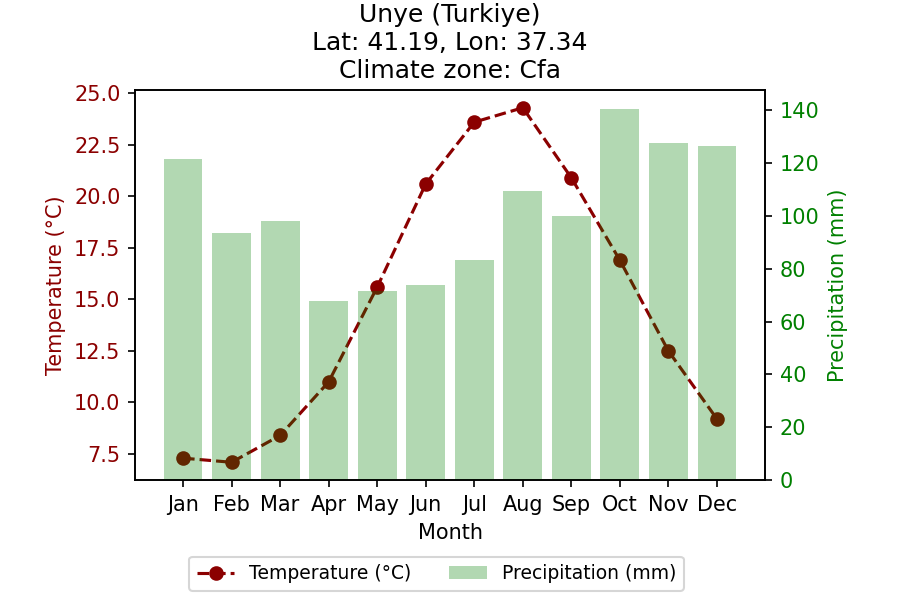 Unye (Turkiye)
Lat: 41.19, Lon: 37.34
Climate zone: Cfa
Temperature (°C)
25.0
22.5
20.0
17.5
15.0
12.5
10.0
7.5
140
120
100
80
60
40
20
0
Precipitation (mm)
Jan Feb Mar Apr May Jun Jul Aug Sep Oct Nov Dec
Month
Temperature (°C) Precipitation (mm)